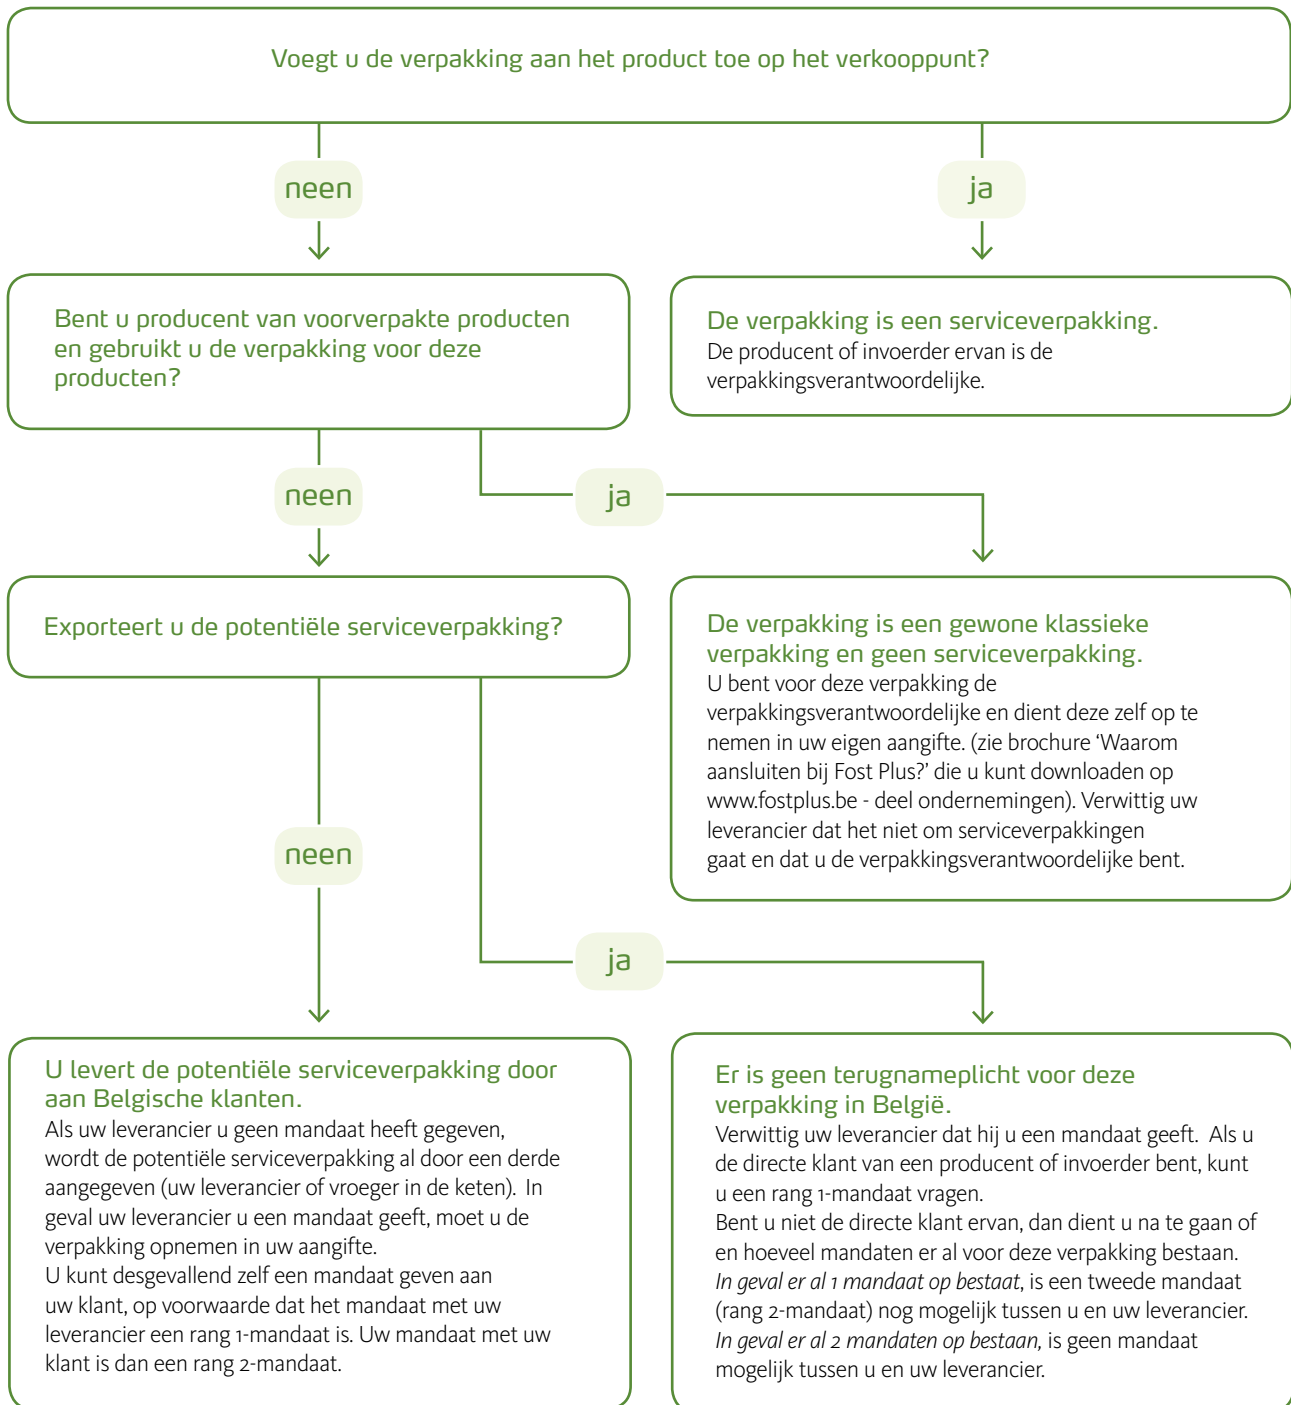 Voegt u de verpakking aan het product toe op het verkooppunt?
neen
ja
Bent u producent van voorverpakte producten
en gebruikt u de verpakking voor deze
producten?
De verpakking is een serviceverpakking.
De producent of invoerder ervan is de
verpakkingsverantwoordelijke.
neen
ja
Exporteert u de potentiële serviceverpakking?
De verpakking is een gewone klassieke
verpakking en geen serviceverpakking.
U bent voor deze verpakking de
verpakkingsverantwoordelijke en dient deze zelf op te
nemen in uw eigen aangifte. (zie brochure ‘Waarom
aansluiten bij Fost Plus?’ die u kunt downloaden op
www.fostplus.be - deel ondernemingen). Verwittig uw
leverancier dat het niet om serviceverpakkingen
gaat en dat u de verpakkingsverantwoordelijke bent.
neen
ja
U levert de potentiële serviceverpakking door
aan Belgische klanten.
Als uw leverancier u geen mandaat heeft gegeven,
wordt de potentiële serviceverpakking al door een derde
aangegeven (uw leverancier of vroeger in de keten). In
geval uw leverancier u een mandaat geeft, moet u de
verpakking opnemen in uw aangifte.
U kunt desgevallend zelf een mandaat geven aan
uw klant, op voorwaarde dat het mandaat met uw
leverancier een rang 1-mandaat is. Uw mandaat met uw
klant is dan een rang 2-mandaat.
Er is geen terugnameplicht voor deze
verpakking in België.
Verwittig uw leverancier dat hij u een mandaat geeft. Als u
de directe klant van een producent of invoerder bent, kunt
u een rang 1-mandaat vragen.
Bent u niet de directe klant ervan, dan dient u na te gaan of
en hoeveel mandaten er al voor deze verpakking bestaan.
In geval er al 1 mandaat op bestaat, is een tweede mandaat
(rang 2-mandaat) nog mogelijk tussen u en uw leverancier.
In geval er al 2 mandaten op bestaan, is geen mandaat
mogelijk tussen u en uw leverancier.